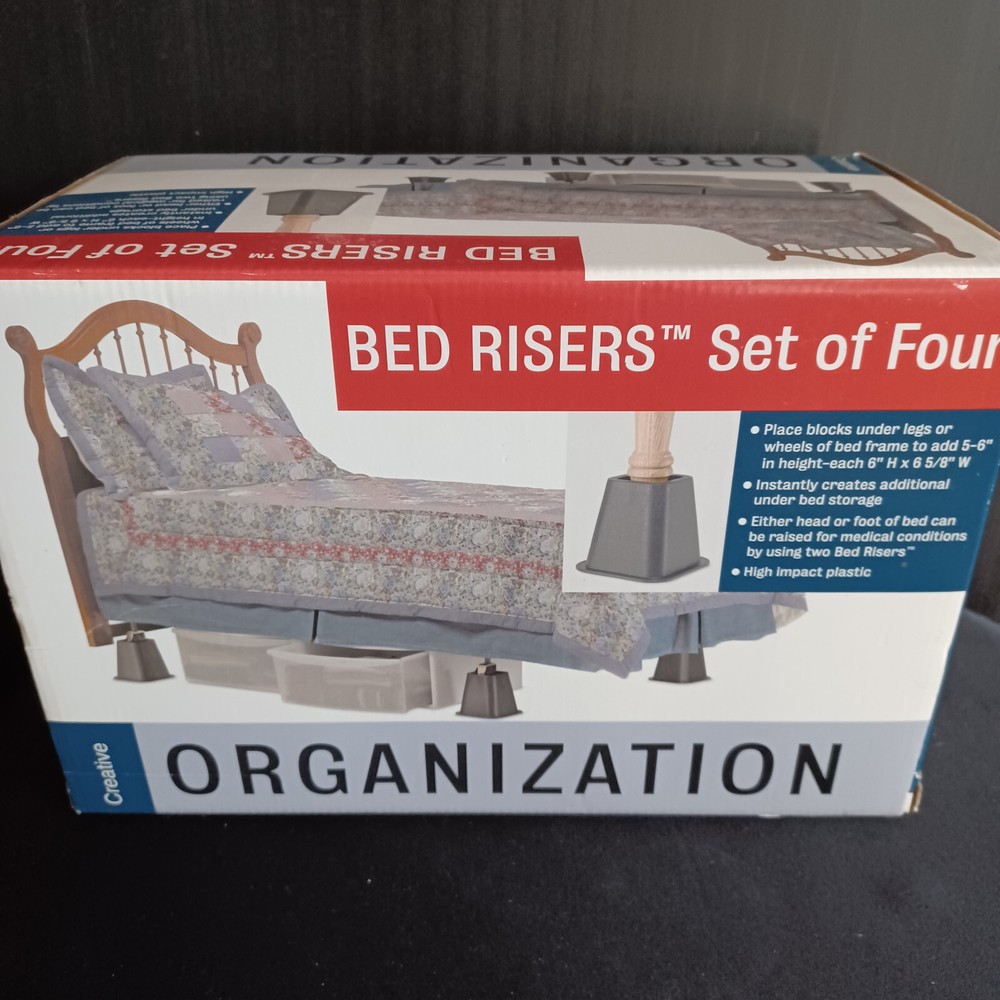 ORGANIZATION
BED RISERS™ Set of Fou
BED RISERS™ Set of Four
• Place blocks under legs or
wheels of bed frame to add 5-6"
in height-each 6" H x 6 5/8" W
• Instantly creates additional
under bed storage
• Either head or foot of bed can
be raised for medical conditions
by using two Bed Risers™
• High impact plastic
Creative
ORGANIZATION